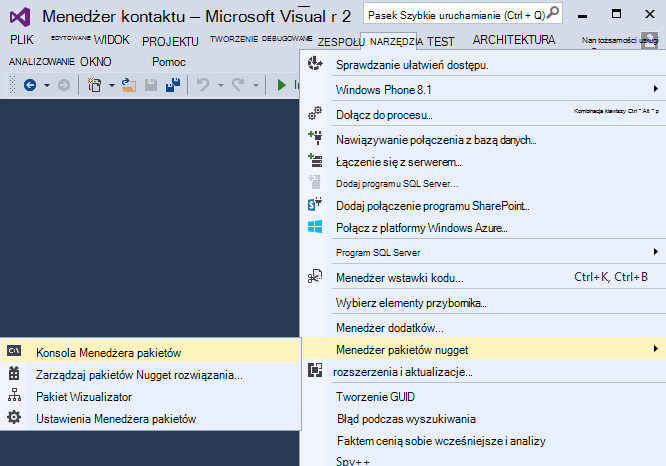 Menedżer kontaktu – Microsoft Visual r 2
Pasek Szybkie uruchamianie (Ctrl + Q)
PLIK EDYTOWANIE WIDOK PROJEKTU TWORZENIE DEBUGOWANE ZESPOŁU NARZĘDZIA TEST ARCHITEKTURA Nan tożsamości usługi
ANALIZOWANIE OKNO Pomoc
Sprawdzanie ułatwień dostępu.
Windows Phone 8.1
Dołącz do procesu... Kombinacja klawiszy Ctrl + Alt + p
Nawiązywanie połączenia z bazą danych...
Łączenie się z serwerem...
Dodaj programu SQL Server...
Dodaj połączenie programu SharePoint...
Połącz z platformy Windows Azure...
Program SQL Server
Menedżer wstawki kodu... Ctrl+K, Ctrl+B
Wybierz elementy przybornika...
Menedżer dodatków...
Menedżer pakietów nugget
rozszerzenia i aktualizacje...
Tworzenie GUID
Błąd podczas wyszukiwania
Faktem cenią sobie wcześniejsze i analizy
Spy++
Konsola Menedżera pakietów
Zarządzaj pakietów Nugget rozwiązania...
Pakiet Wizualizator
Ustawienia Menedżera pakietów